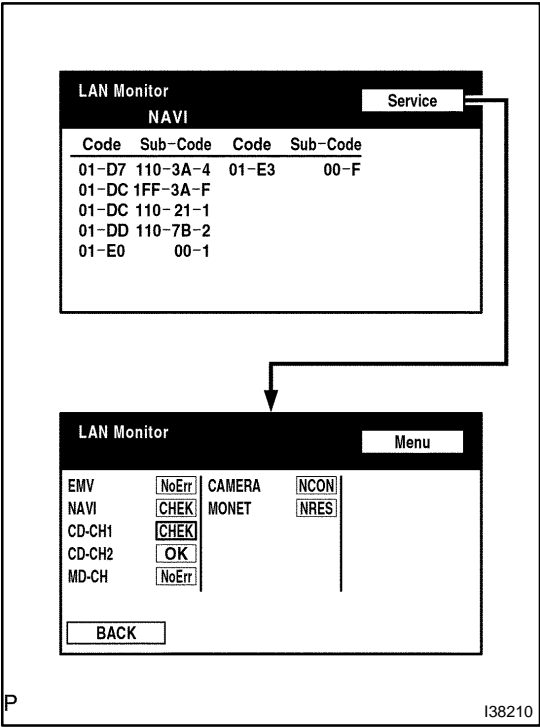 LAN Monitor Service
NAVI
Code Sub-Code Code Sub-Code
01-D7 110-3A-4 01-E3 00-F
01-DC 1FF-3A-F
01-DC 110-21-1
01-DD 110-7B-2
01-E0 00-1
LAN Monitor Menu
EMV NoErr CAMERA NCON
NAVI CHEK MONET NRES
CD-CH1 CHEK
CD-CH2 OK
MD-CH NoErr
BACK
P
I38210